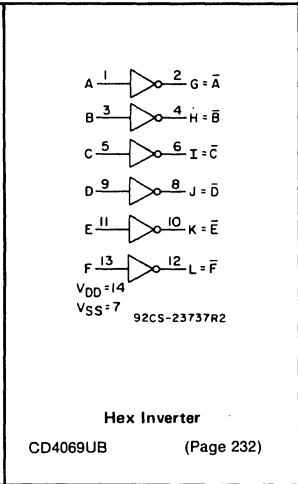 A 1 2 G = A̅
B 3 4 H = B̅
C 5 6 I = C̅
D 9 8 J = D̅
E 11 10 K = E̅
F 13 12 L = F̅
VDD = 14
VSS = 7
92CS-23737R2
Hex Inverter
CD4069UB (Page 232)